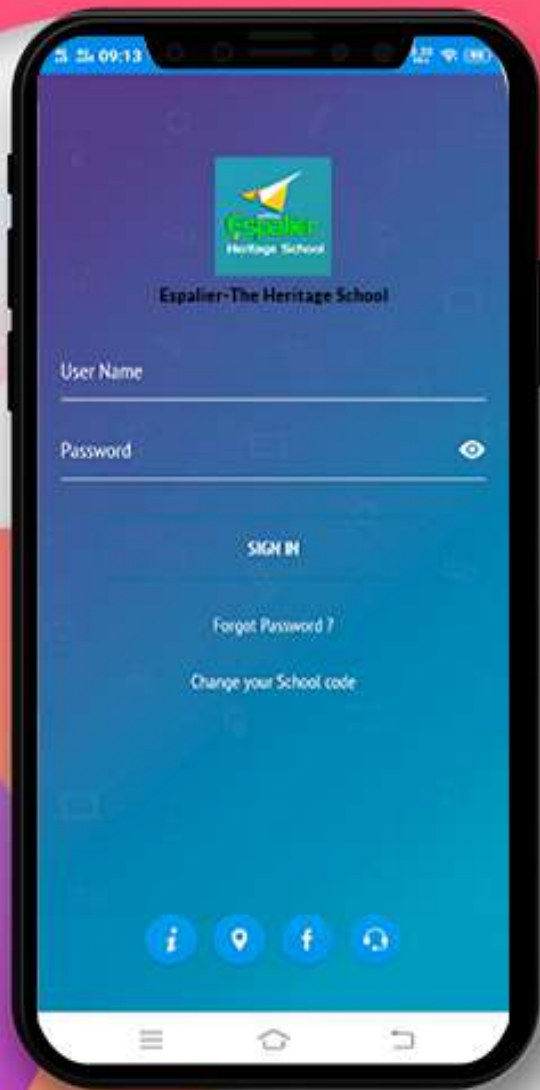 09:13
Espalier
Heritage School
Espalier-The Heritage School
User Name
Password
SIGN IN
Forgot Password ?
Change your School code
i
f